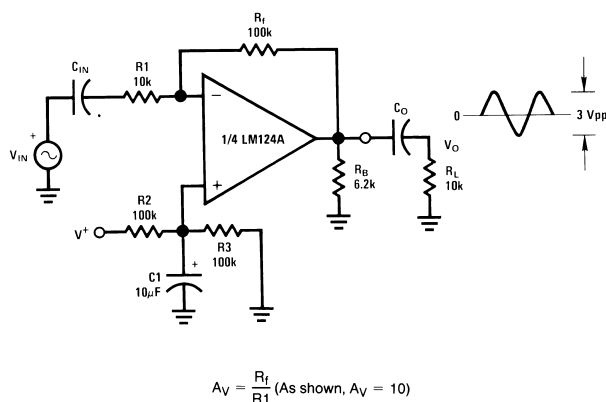 Rf
100k
CIN
R1
10k
−
+
1/4 LM124A
+
VIN
R2
100k
V+
R3
100k
+
C1
10µF
RB
6.2k
CO
VO
RL
10k
0
3 Vpp
AV = Rf/R1 (As shown, AV = 10)